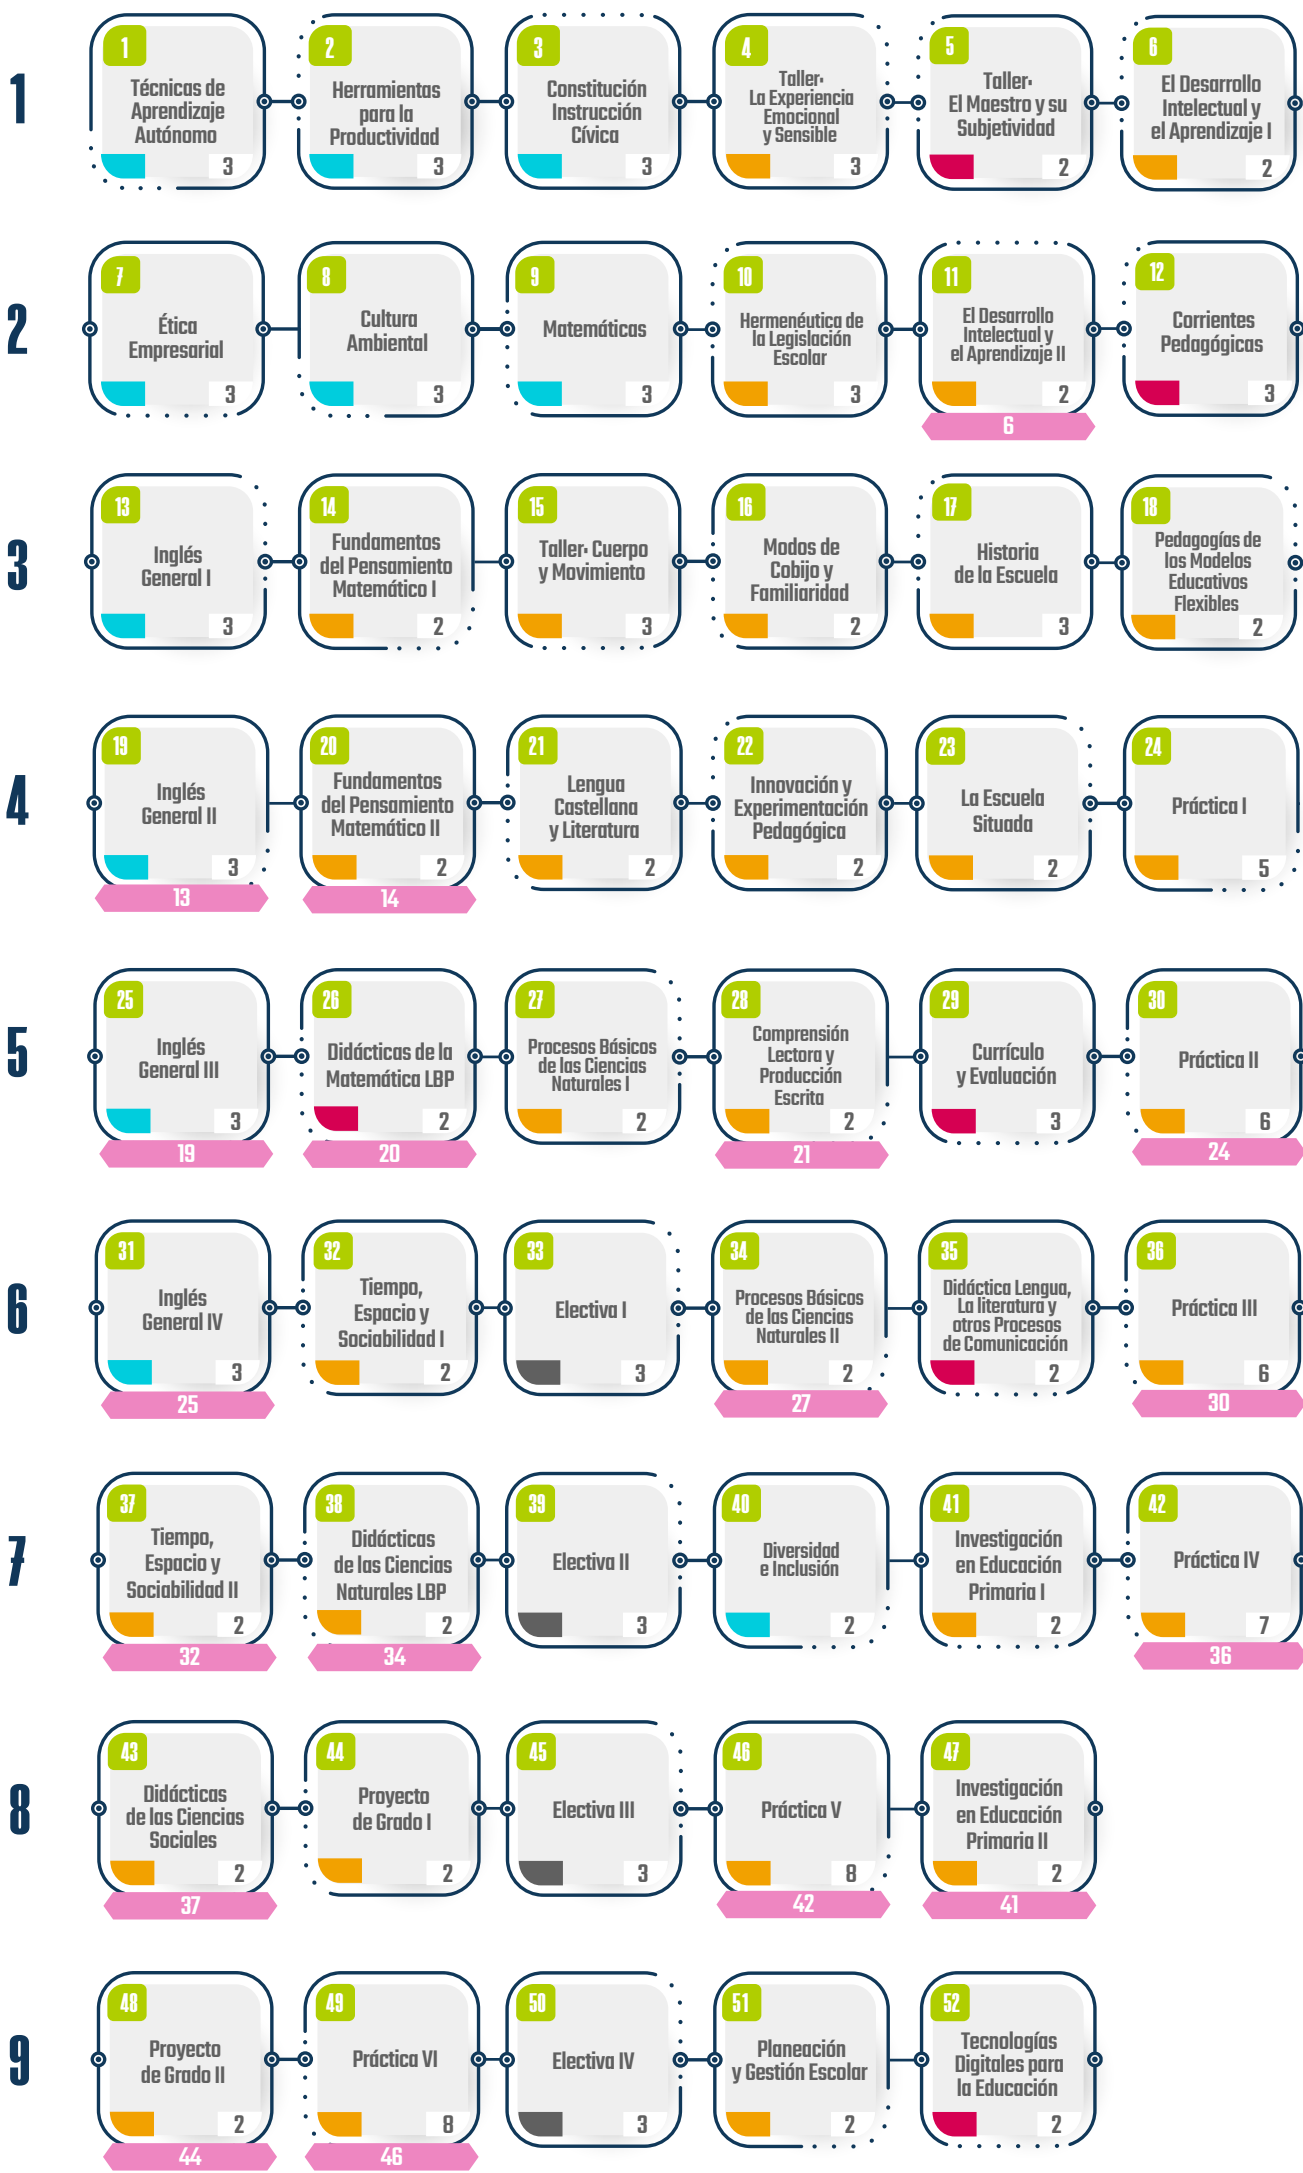 1
1
Técnicas de
Aprendizaje
Autónomo
3
2
Herramientas
para la
Productividad
3
3
Constitución
Instrucción
Cívica
3
4
Taller:
La Experiencia
Emocional
y Sensible
3
5
Taller:
El Maestro y su
Subjetividad
2
6
El Desarrollo
Intelectual y
el Aprendizaje I
2
2
7
Ética
Empresarial
3
8
Cultura
Ambiental
3
9
Matemáticas
3
10
Hermenéutica de
la Legislación
Escolar
3
11
El Desarrollo
Intelectual y
el Aprendizaje II
2
6
12
Corrientes
Pedagógicas
3
3
13
Inglés
General I
3
14
Fundamentos
del Pensamiento
Matemático I
2
15
Taller: Cuerpo
y Movimiento
3
16
Modos de
Cobijo y
Familiaridad
2
17
Historia
de la Escuela
3
18
Pedagogías de
los Modelos
Educativos
Flexibles
2
4
19
Inglés
General II
3
13
20
Fundamentos
del Pensamiento
Matemático II
2
14
21
Lengua
Castellana
y Literatura
2
22
Innovación y
Experimentación
Pedagógica
2
23
La Escuela
Situada
2
24
Práctica I
5
5
25
Inglés
General III
3
19
26
Didácticas de la
Matemática LBP
2
20
27
Procesos Básicos
de las Ciencias
Naturales I
2
28
Comprensión
Lectora y
Producción
Escrita
2
21
29
Currículo
y Evaluación
3
30
Práctica II
6
24
6
31
Inglés
General IV
3
25
32
Tiempo,
Espacio y
Sociabilidad I
2
33
Electiva I
3
34
Procesos Básicos
de las Ciencias
Naturales II
2
27
35
Didáctica Lengua,
La literatura y
otros Procesos
de Comunicación
2
36
Práctica III
6
30
7
37
Tiempo,
Espacio y
Sociabilidad II
2
32
38
Didácticas
de las Ciencias
Naturales LBP
2
34
39
Electiva II
3
40
Diversidad
e Inclusión
2
41
Investigación
en Educación
Primaria I
2
42
Práctica IV
7
36
8
43
Didácticas
de las Ciencias
Sociales
2
37
44
Proyecto
de Grado I
2
45
Electiva III
3
46
Práctica V
8
42
47
Investigación
en Educación
Primaria II
2
41
9
48
Proyecto
de Grado II
2
44
49
Práctica VI
8
46
50
Electiva IV
3
51
Planeación
y Gestión Escolar
2
52
Tecnologías
Digitales para
la Educación
2